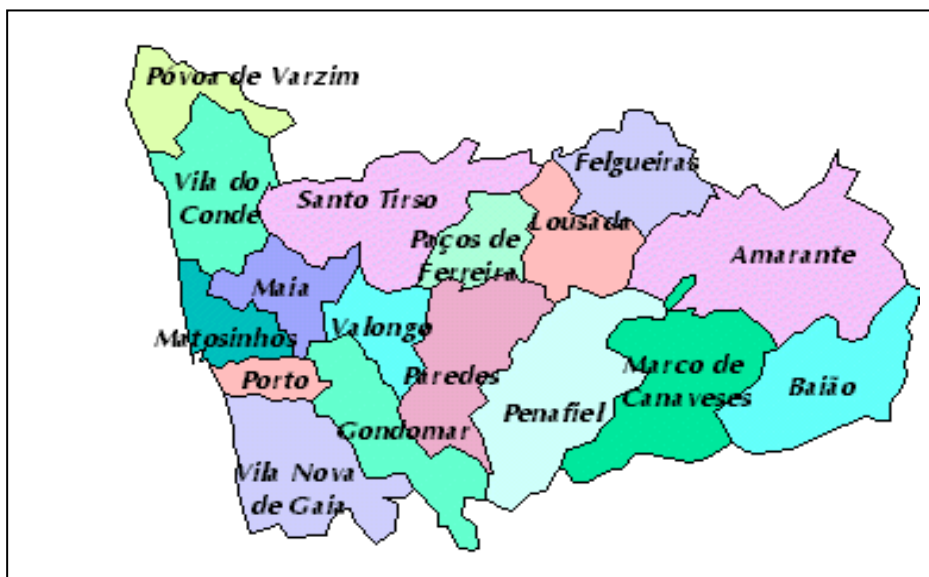 Póvoa de Varzim
Felgueiras
Vila do
Conde
Santo Tirso
Lousada
Paços de
Ferreira
Amarante
Maia
Matosinhos
Valongo
Porto
Paredes
Marco de
Canaveses
Baião
Penafiel
Gondomar
Vila Nova
de Gaia